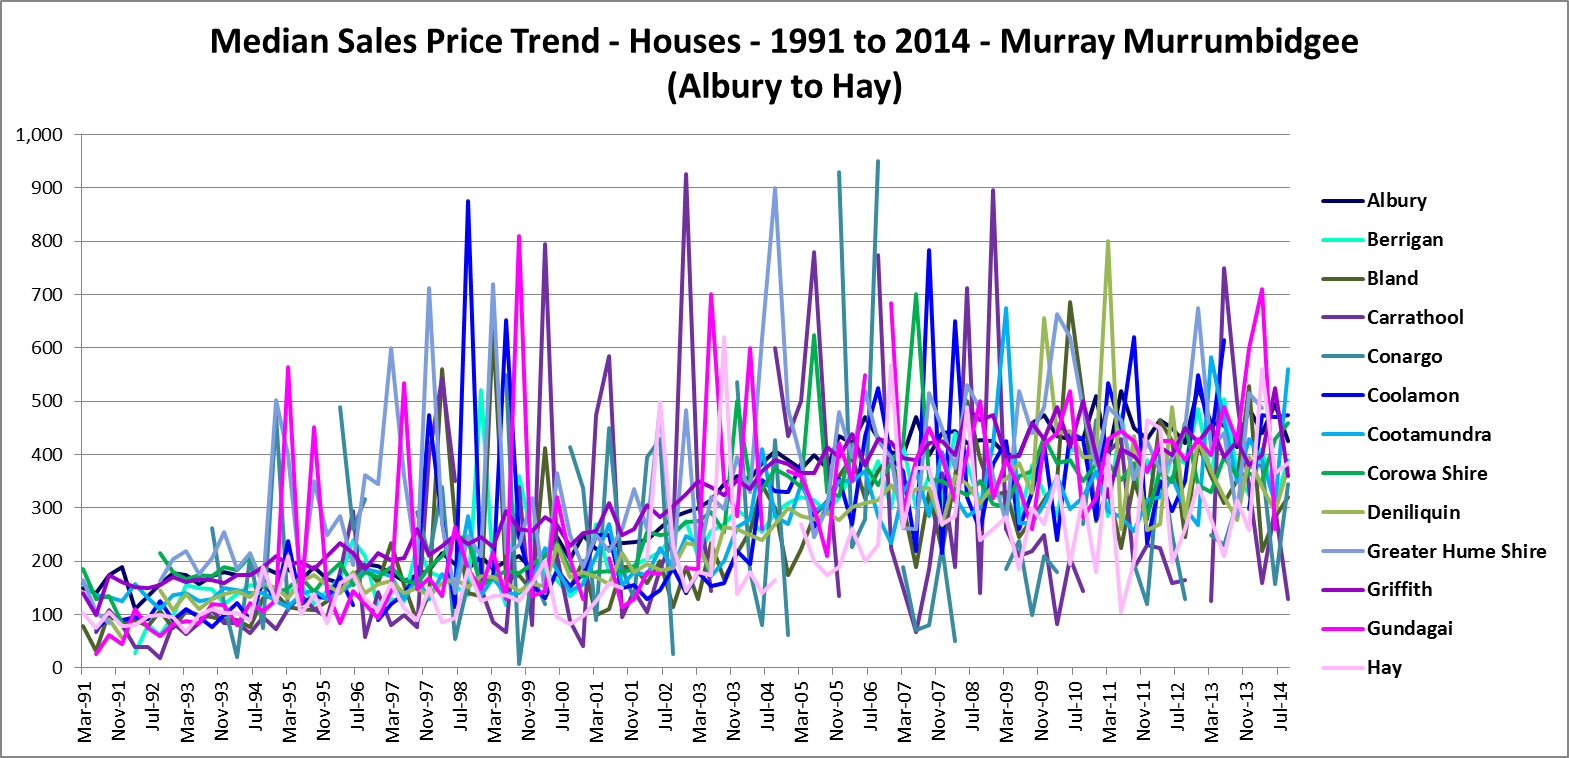 Median Sales Price Trend - Houses - 1991 to 2014 - Murray Murrumbidgee
(Albury to Hay)
1,000
900
800
700
600
500
400
300
200
100
0
Mar-91
Nov-91
Jul-92
Mar-93
Nov-93
Jul-94
Mar-95
Nov-95
Jul-96
Mar-97
Nov-97
Jul-98
Mar-99
Nov-99
Jul-00
Mar-01
Nov-01
Jul-02
Mar-03
Nov-03
Jul-04
Mar-05
Nov-05
Jul-06
Mar-07
Nov-07
Jul-08
Mar-09
Nov-09
Jul-10
Mar-11
Nov-11
Jul-12
Mar-13
Nov-13
Jul-14
Albury
Berrigan
Bland
Carrathool
Conargo
Coolamon
Cootamundra
Corowa Shire
Deniliquin
Greater Hume Shire
Griffith
Gundagai
Hay